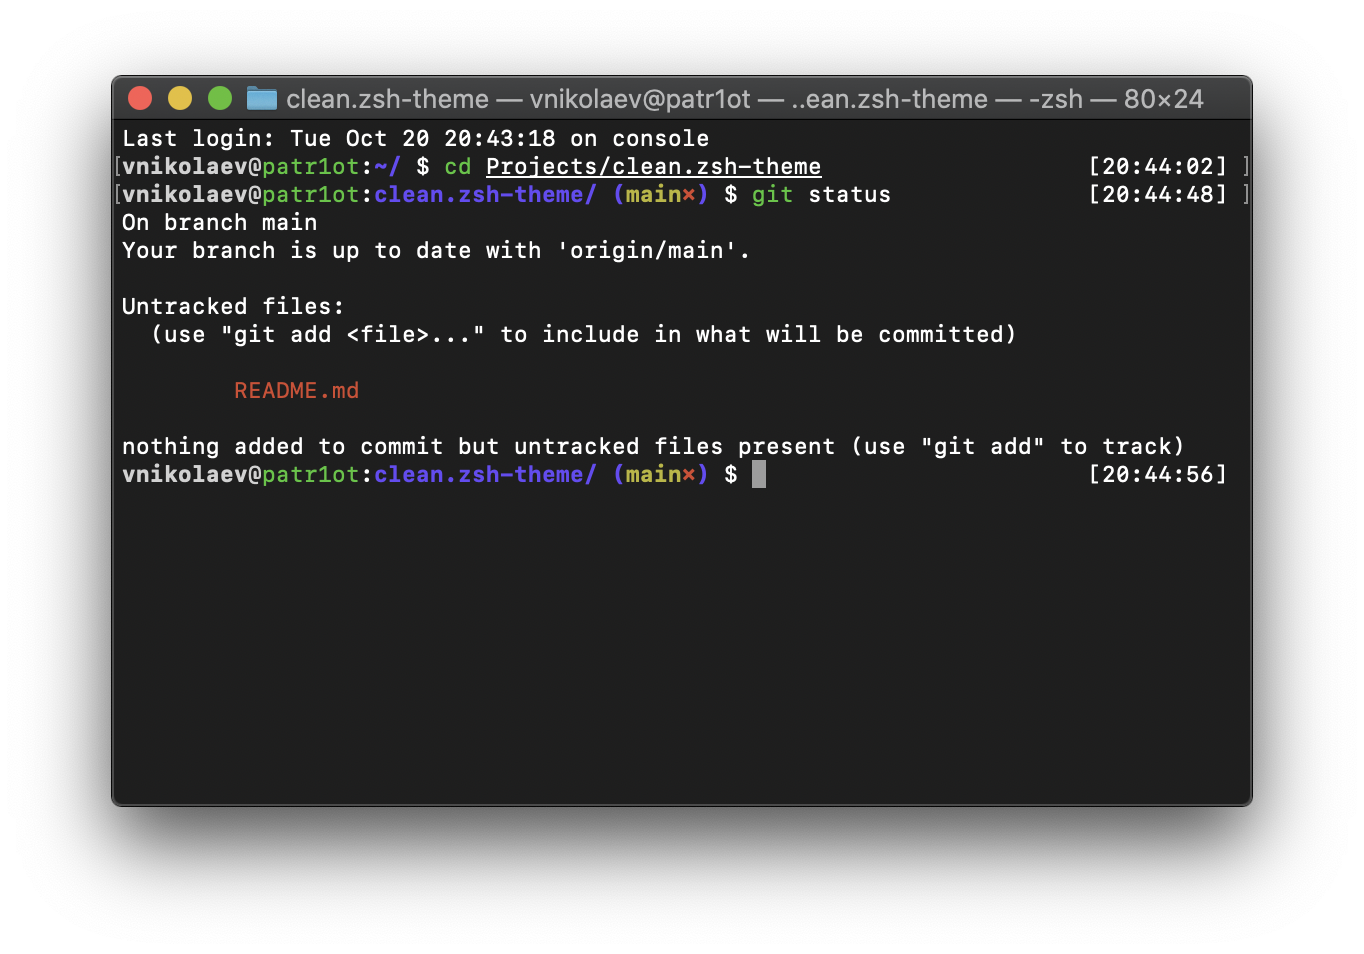 clean.zsh-theme — vnikolaev@patr1ot — ..ean.zsh-theme — -zsh — 80×24
Last login: Tue Oct 20 20:43:18 on console
[vnikolaev@patr1ot:~/ $ cd Projects/clean.zsh-theme [20:44:02] ]
[vnikolaev@patr1ot:clean.zsh-theme/ (main×) $ git status [20:44:48] ]
On branch main
Your branch is up to date with 'origin/main'.
Untracked files:
(use "git add <file>..." to include in what will be committed)
README.md
nothing added to commit but untracked files present (use "git add" to track)
vnikolaev@patr1ot:clean.zsh-theme/ (main×) $ [20:44:56]